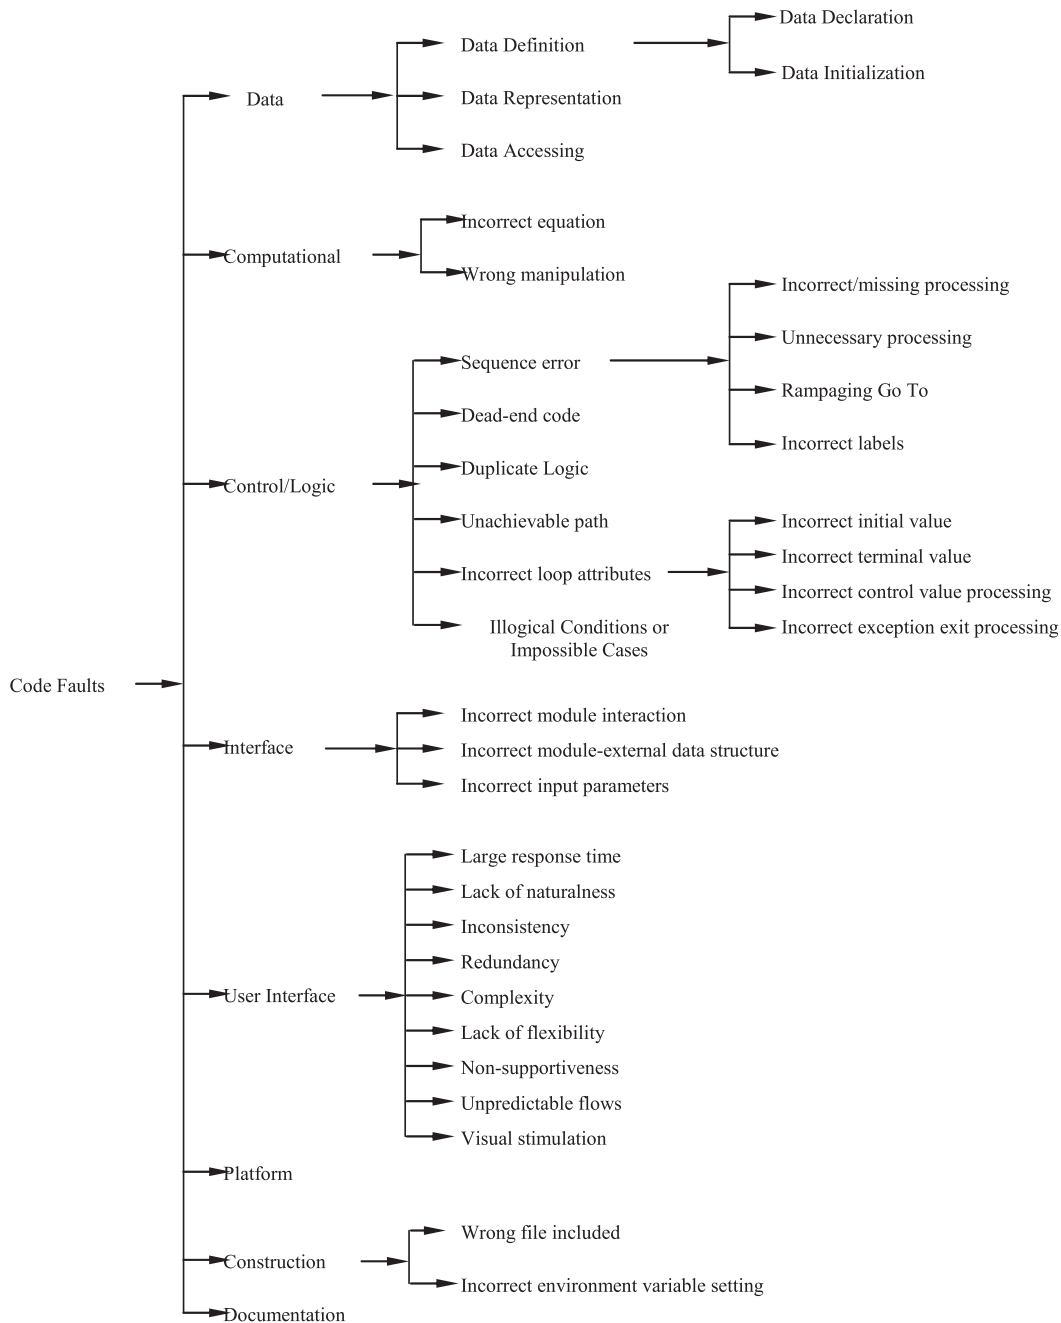 Data Declaration
Data Definition
Data Initialization
Data
Data Representation
Data Accessing
Incorrect equation
Computational
Wrong manipulation
Incorrect/missing processing
Unnecessary processing
Sequence error
Rampaging Go To
Dead-end code
Incorrect labels
Duplicate Logic
Control/Logic
Unachievable path
Incorrect initial value
Incorrect terminal value
Incorrect loop attributes
Incorrect control value processing
Illogical Conditions or
Impossible Cases
Incorrect exception exit processing
Code Faults
Incorrect module interaction
Interface
Incorrect module-external data structure
Incorrect input parameters
Large response time
Lack of naturalness
Inconsistency
Redundancy
User Interface
Complexity
Lack of flexibility
Non-supportiveness
Unpredictable flows
Visual stimulation
Platform
Wrong file included
Construction
Incorrect environment variable setting
Documentation